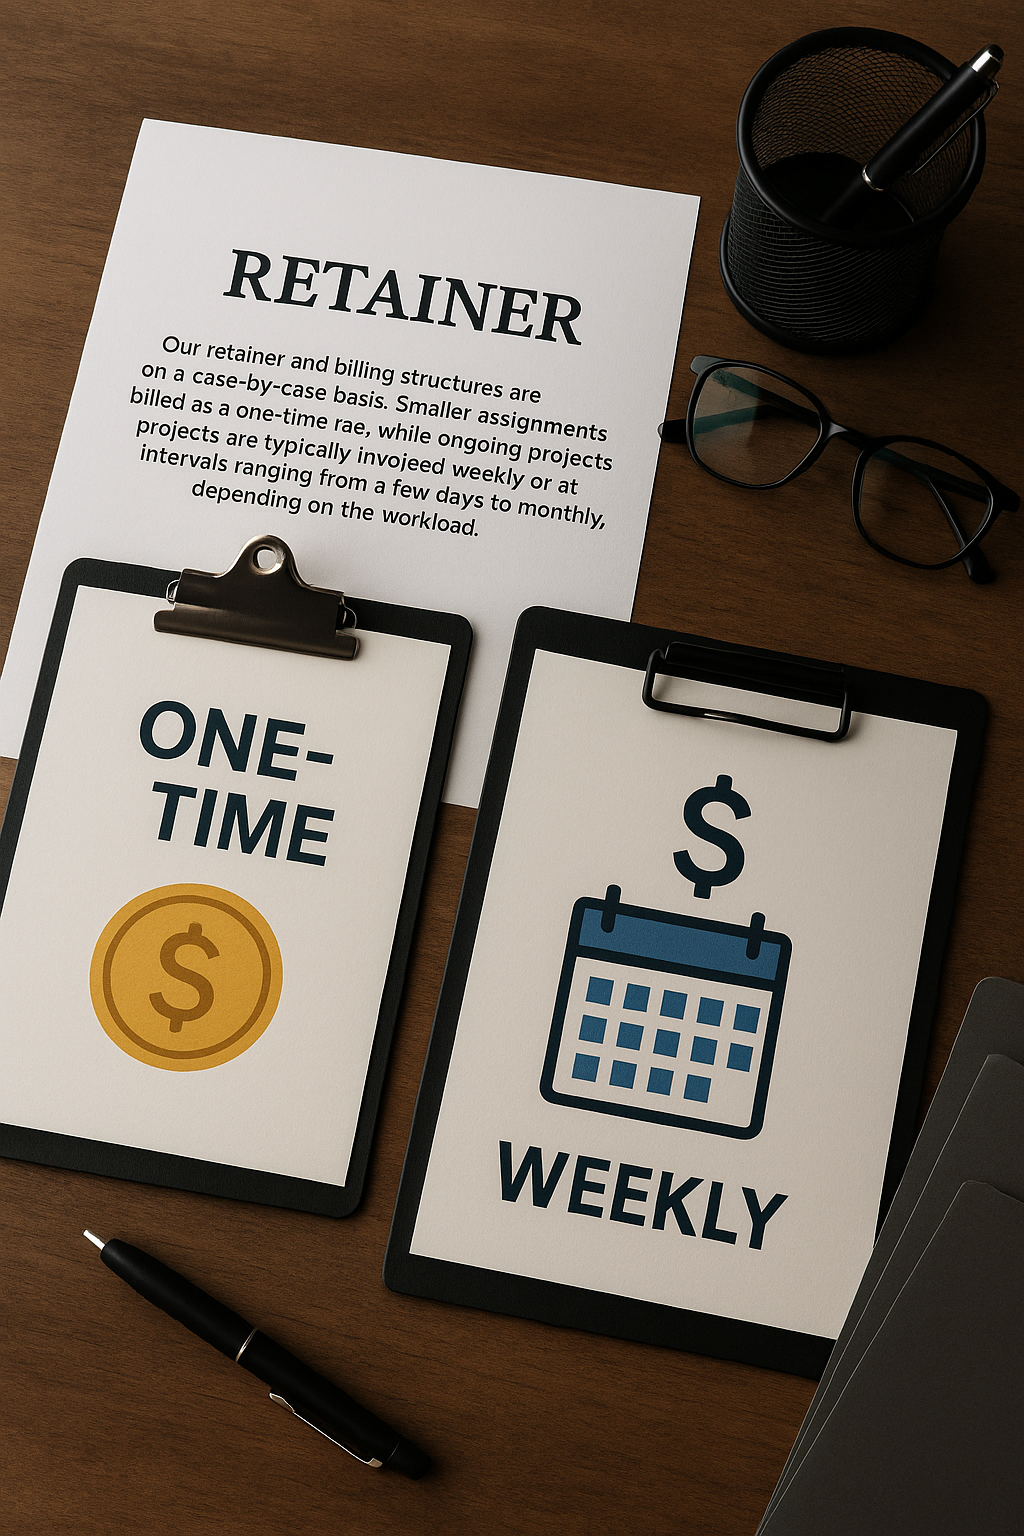 RETAINER
Our retainer and billing structures are
on a case-by-case basis. Smaller assignments
billed as a one-time rae, while ongoing projects
projects are typically invojeed weekly or at
intervals ranging from a few days to monthly,
depending on the workload.
ONE-
TIME
$
$
WEEKLY